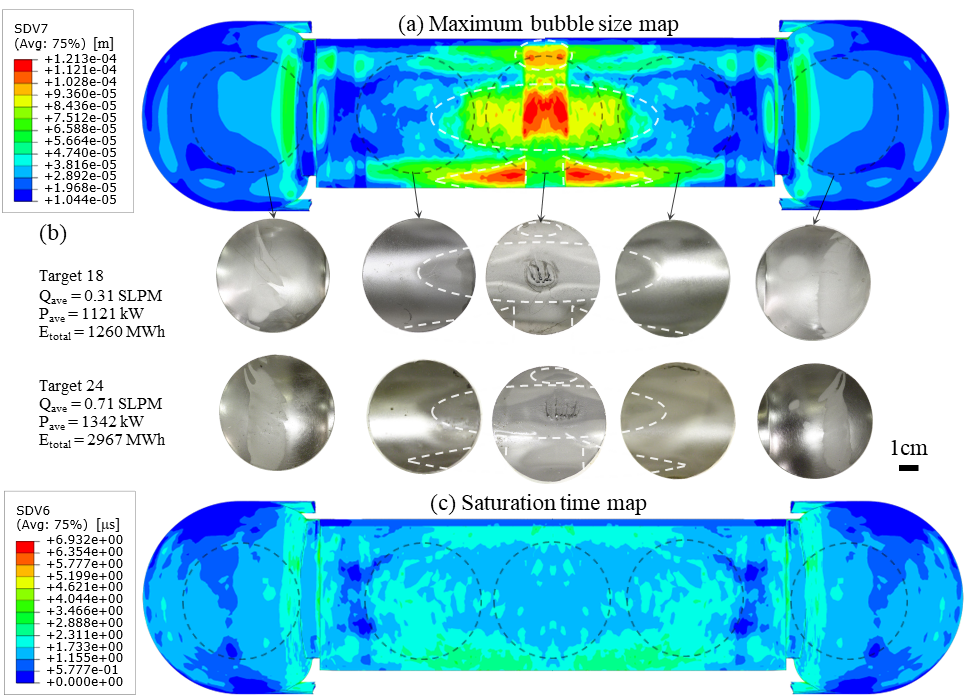 (a) Maximum bubble size map
SDV7
(Avg: 75%) [m]
+1.213e-04
+1.121e-04
+1.028e-04
+9.360e-05
+8.436e-05
+7.512e-05
+6.588e-05
+5.664e-05
+4.740e-05
+3.816e-05
+2.892e-05
+1.968e-05
+1.044e-05
(b)
Target 18
Qave = 0.31 SLPM
Pave = 1121 kW
Etotal = 1260 MWh
Target 24
Qave = 0.71 SLPM
Pave = 1342 kW
Etotal = 2967 MWh
1cm
(c) Saturation time map
SDV6
(Avg: 75%) [μs]
+6.932e+00
+6.354e+00
+5.777e+00
+5.199e+00
+4.621e+00
+4.044e+00
+3.466e+00
+2.888e+00
+2.311e+00
+1.733e+00
+1.155e+00
+5.777e-01
+0.000e+00